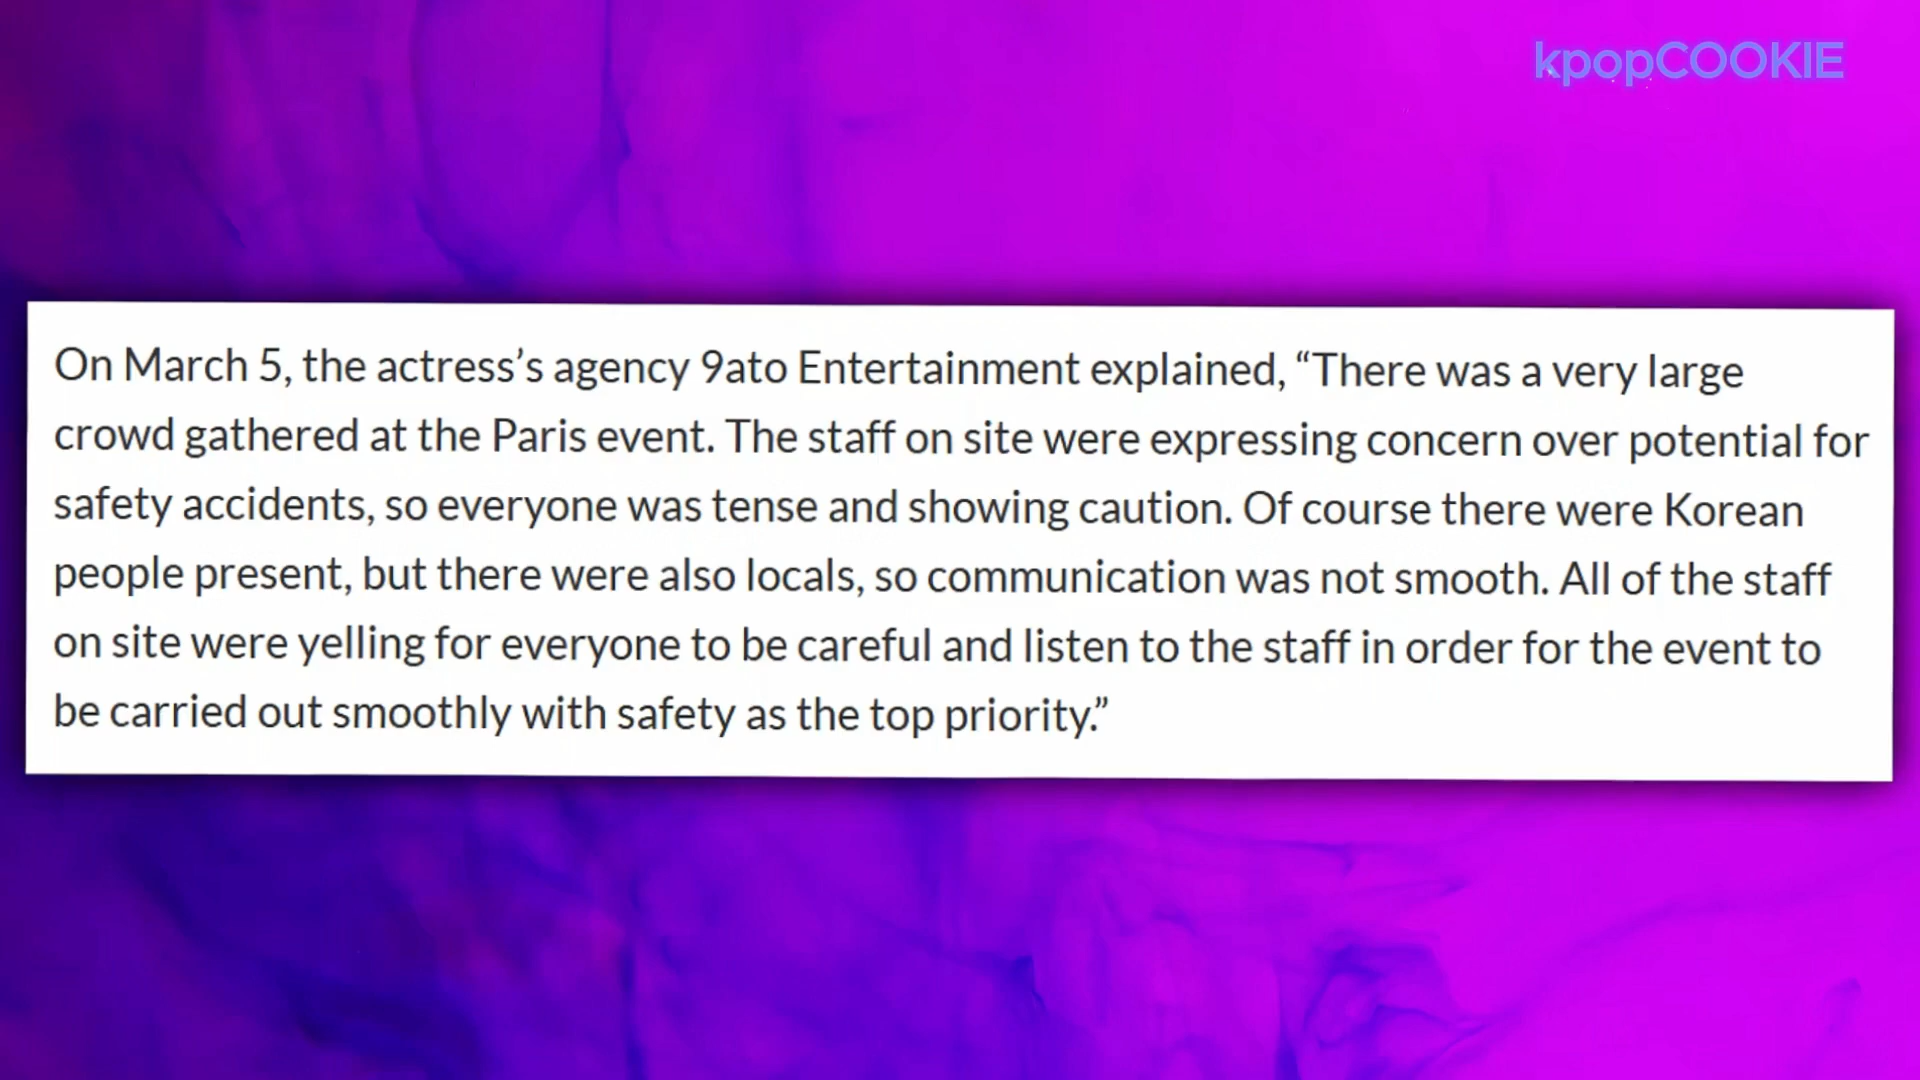 kpopCOOKIE
On March 5, the actress’s agency 9ato Entertainment explained, “There was a very large
crowd gathered at the Paris event. The staff on site were expressing concern over potential for
safety accidents, so everyone was tense and showing caution. Of course there were Korean
people present, but there were also locals, so communication was not smooth. All of the staff
on site were yelling for everyone to be careful and listen to the staff in order for the event to
be carried out smoothly with safety as the top priority.”